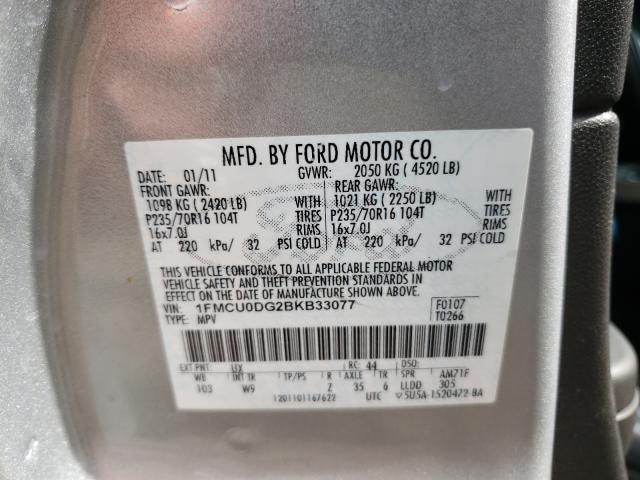 MFD. BY FORD MOTOR CO.
DATE: 01/11 GVWR: 2050 KG ( 4520 LB)
FRONT GAWR: REAR GAWR:
1098 KG ( 2420 LB) WITH 1021 KG ( 2250 LB) WITH
P235/70R16 104T TIRES P235/70R16 104T TIRES
16x7.0J RIMS 16x7.0J RIMS
AT 220 kPa/ 32 PSI COLD AT 220 kPa/ 32 PSI COLD
THIS VEHICLE CONFORMS TO ALL APPLICABLE FEDERAL MOTOR
VEHICLE SAFETY AND THEFT PREVENTION STANDARDS IN
EFFECT ON THE DATE OF MANUFACTURE SHOWN ABOVE.
VIN: 1FMCU0DG2BKB33077 F0107
TYPE: MPV T0266
EXT PNT: UX RC: 44 DSO:
WB INT TR TP/PS R AXLE TR SPR AM71F
103 W9 Z 35 6 LLDD 305
1201101167622 UTC ▽5U5A-1520472-BA
Ford